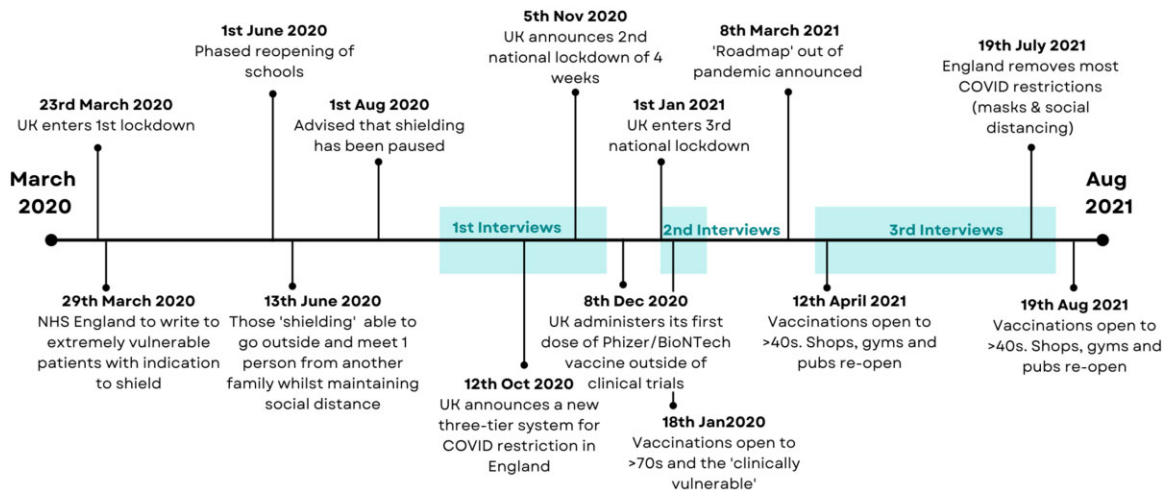 March
2020
23rd March 2020
UK enters 1st lockdown
1st June 2020
Phased reopening of
schools
1st Aug 2020
Advised that shielding
has been paused
5th Nov 2020
UK announces 2nd
national lockdown of 4
weeks
1st Jan 2021
UK enters 3rd
national lockdown
8th March 2021
'Roadmap' out of
pandemic announced
19th July 2021
England removes most
COVID restrictions
(masks & social
distancing)
Aug
2021
1st Interviews
2nd Interviews
3rd Interviews
29th March 2020
NHS England to write to
extremely vulnerable
patients with indication
to shield
13th June 2020
Those 'shielding' able to
go outside and meet 1
person from another
family whilst maintaining
social distance
12th Oct 2020
UK announces a new
three-tier system for
COVID restriction in
England
8th Dec 2020
UK administers its first
dose of Phizer/BioNTech
vaccine outside of
clinical trials
18th Jan2020
Vaccinations open to
>70s and the 'clinically
vulnerable'
12th April 2021
Vaccinations open to
>40s. Shops, gyms and
pubs re-open
19th Aug 2021
Vaccinations open to
>40s. Shops, gyms and
pubs re-open